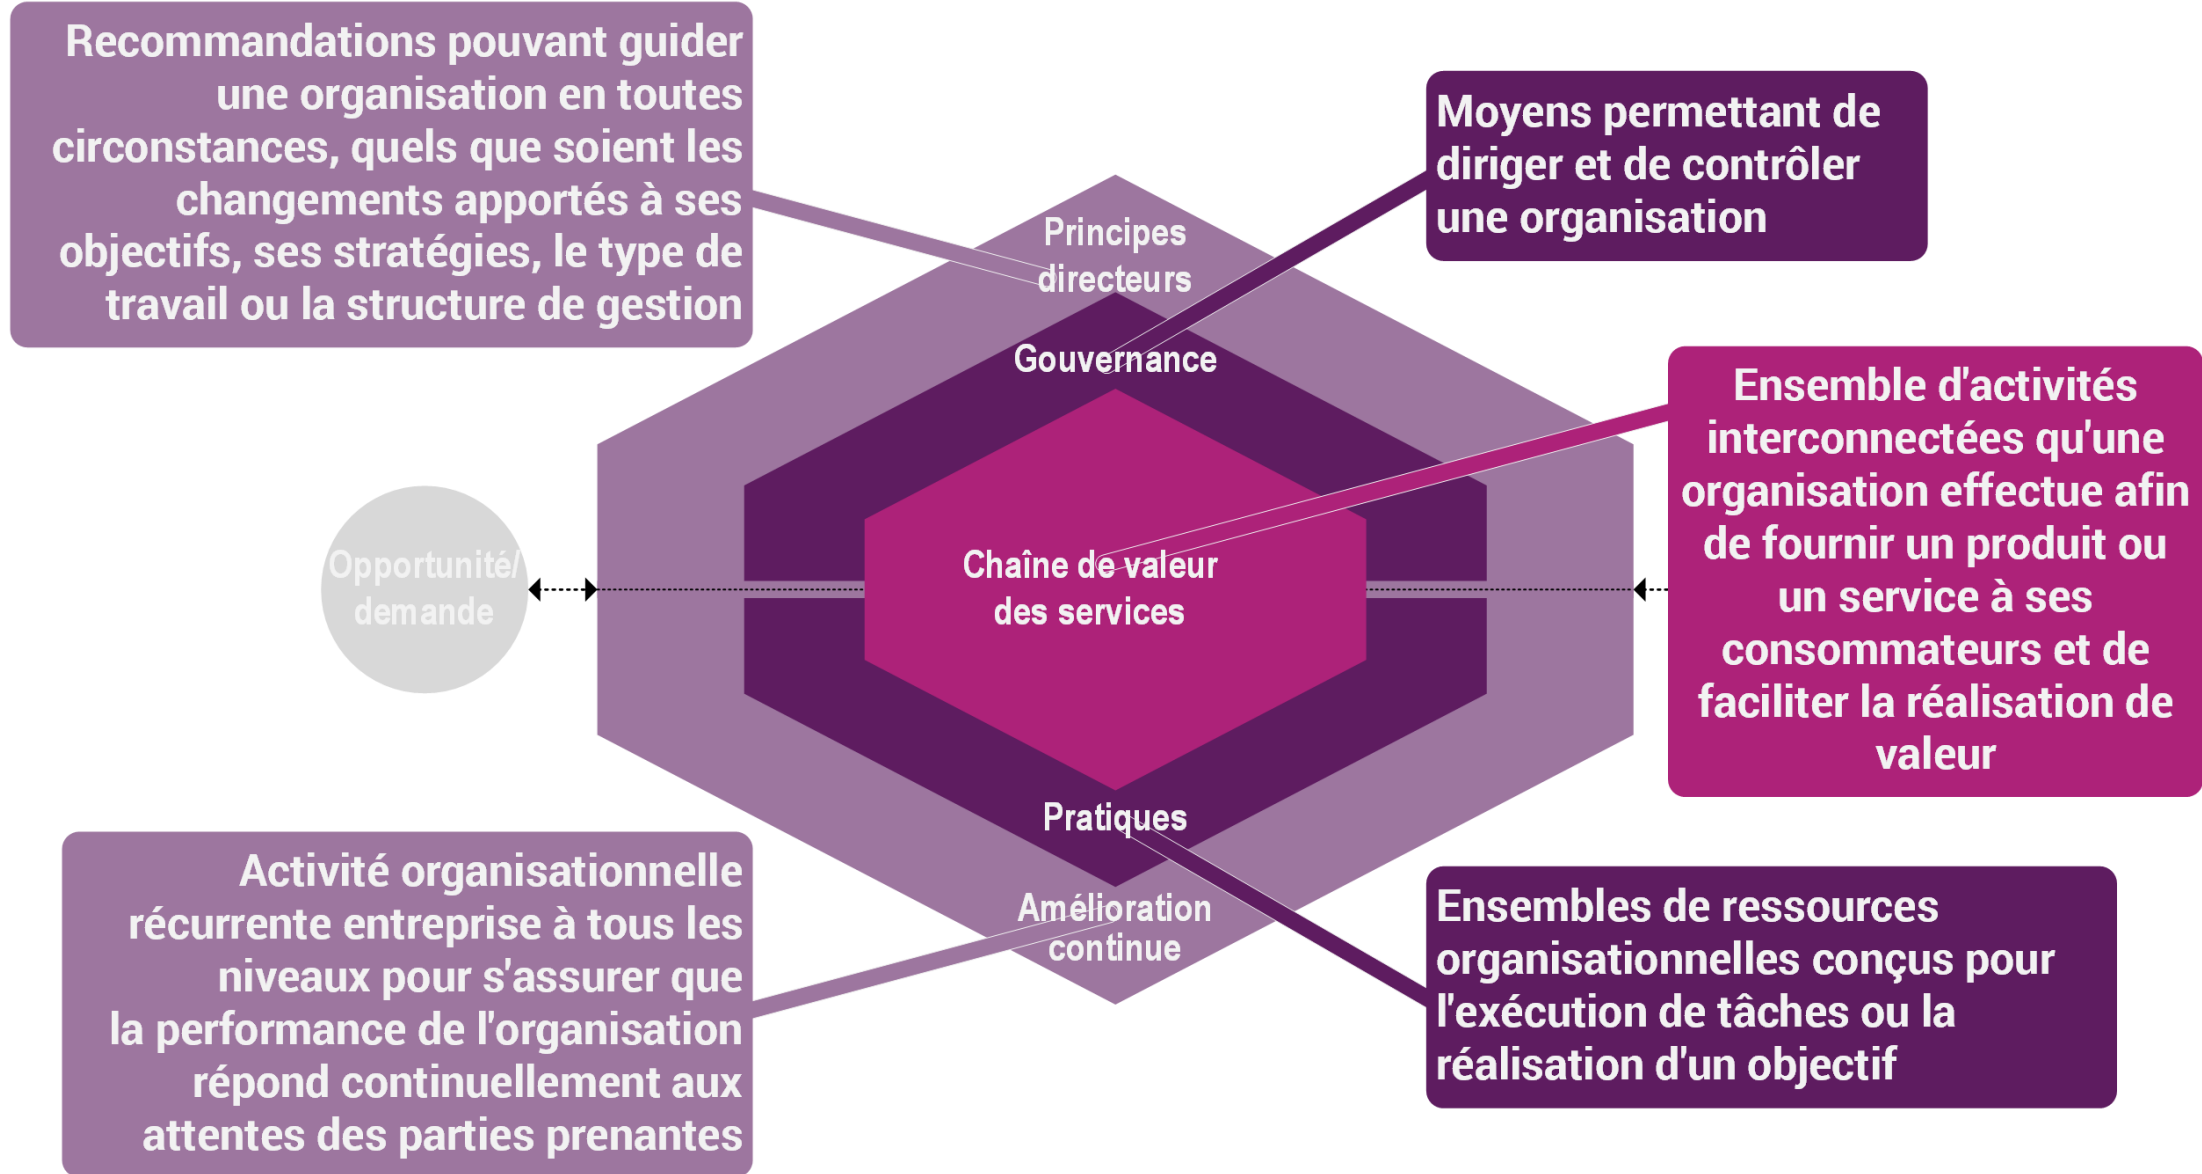 Recommandations pouvant guider
une organisation en toutes
circonstances, quels que soient les
changements apportés à ses
objectifs, ses stratégies, le type de
travail ou la structure de gestion
Moyens permettant de
diriger et de contrôler
une organisation
Principes
directeurs
Gouvernance
Ensemble d'activités
interconnectées qu'une
organisation effectue afin
de fournir un produit ou
un service à ses
consommateurs et de
faciliter la réalisation de
valeur
Opportunité/
demande
Chaîne de valeur
des services
Pratiques
Amélioration
continue
Activité organisationnelle
récurrente entreprise à tous les
niveaux pour s'assurer que
la performance de l'organisation
répond continuellement aux
attentes des parties prenantes
Ensembles de ressources
organisationnelles conçus pour
l'exécution de tâches ou la
réalisation d'un objectif